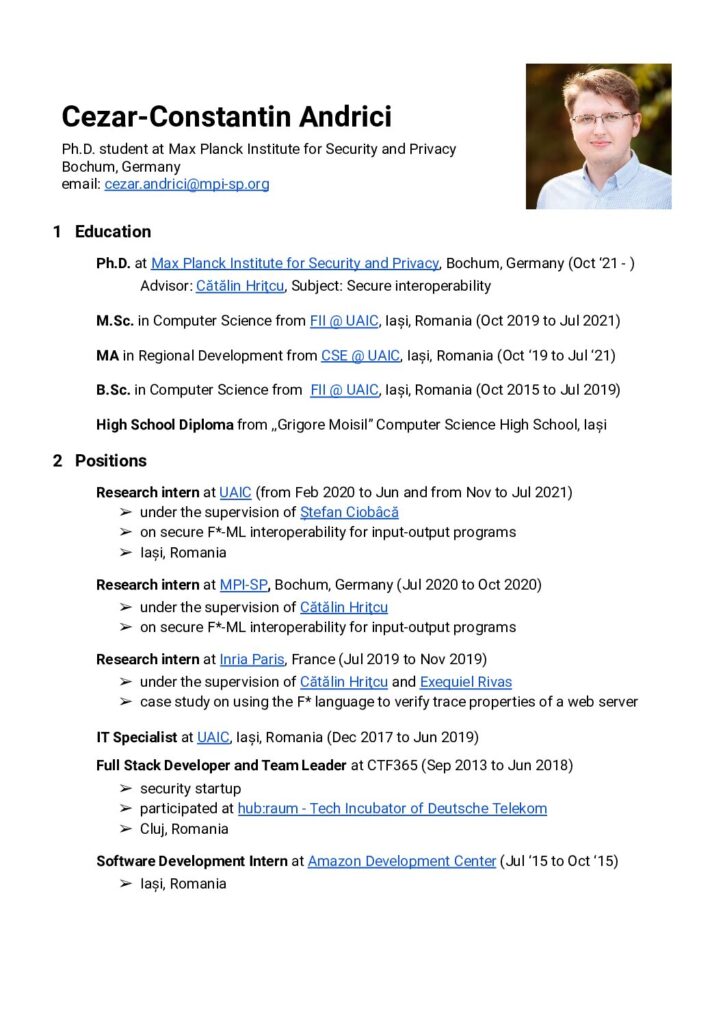 Cezar-Constantin Andrici
Ph.D. student at Max Planck Institute for Security and Privacy
Bochum, Germany
email: cezar.andrici@mpi-sp.org
1 Education
Ph.D. at Max Planck Institute for Security and Privacy, Bochum, Germany (Oct ‘21 - )
Advisor: Cătălin Hriţcu, Subject: Secure interoperability
M.Sc. in Computer Science from FII @ UAIC, Iași, Romania (Oct 2019 to Jul 2021)
MA in Regional Development from CSE @ UAIC, Iași, Romania (Oct ‘19 to Jul ‘21)
B.Sc. in Computer Science from FII @ UAIC, Iași, Romania (Oct 2015 to Jul 2019)
High School Diploma from „Grigore Moisil” Computer Science High School, Iași
2 Positions
Research intern at UAIC (from Feb 2020 to Jun and from Nov to Jul 2021)
➢ under the supervision of Ștefan Ciobâcă
➢ on secure F*-ML interoperability for input-output programs
➢ Iași, Romania
Research intern at MPI-SP, Bochum, Germany (Jul 2020 to Oct 2020)
➢ under the supervision of Cătălin Hriţcu
➢ on secure F*-ML interoperability for input-output programs
Research intern at Inria Paris, France (Jul 2019 to Nov 2019)
➢ under the supervision of Cătălin Hriţcu and Exequiel Rivas
➢ case study on using the F* language to verify trace properties of a web server
IT Specialist at UAIC, Iași, Romania (Dec 2017 to Jun 2019)
Full Stack Developer and Team Leader at CTF365 (Sep 2013 to Jun 2018)
➢ security startup
➢ participated at hub:raum - Tech Incubator of Deutsche Telekom
➢ Cluj, Romania
Software Development Intern at Amazon Development Center (Jul ‘15 to Oct ‘15)
➢ Iași, Romania